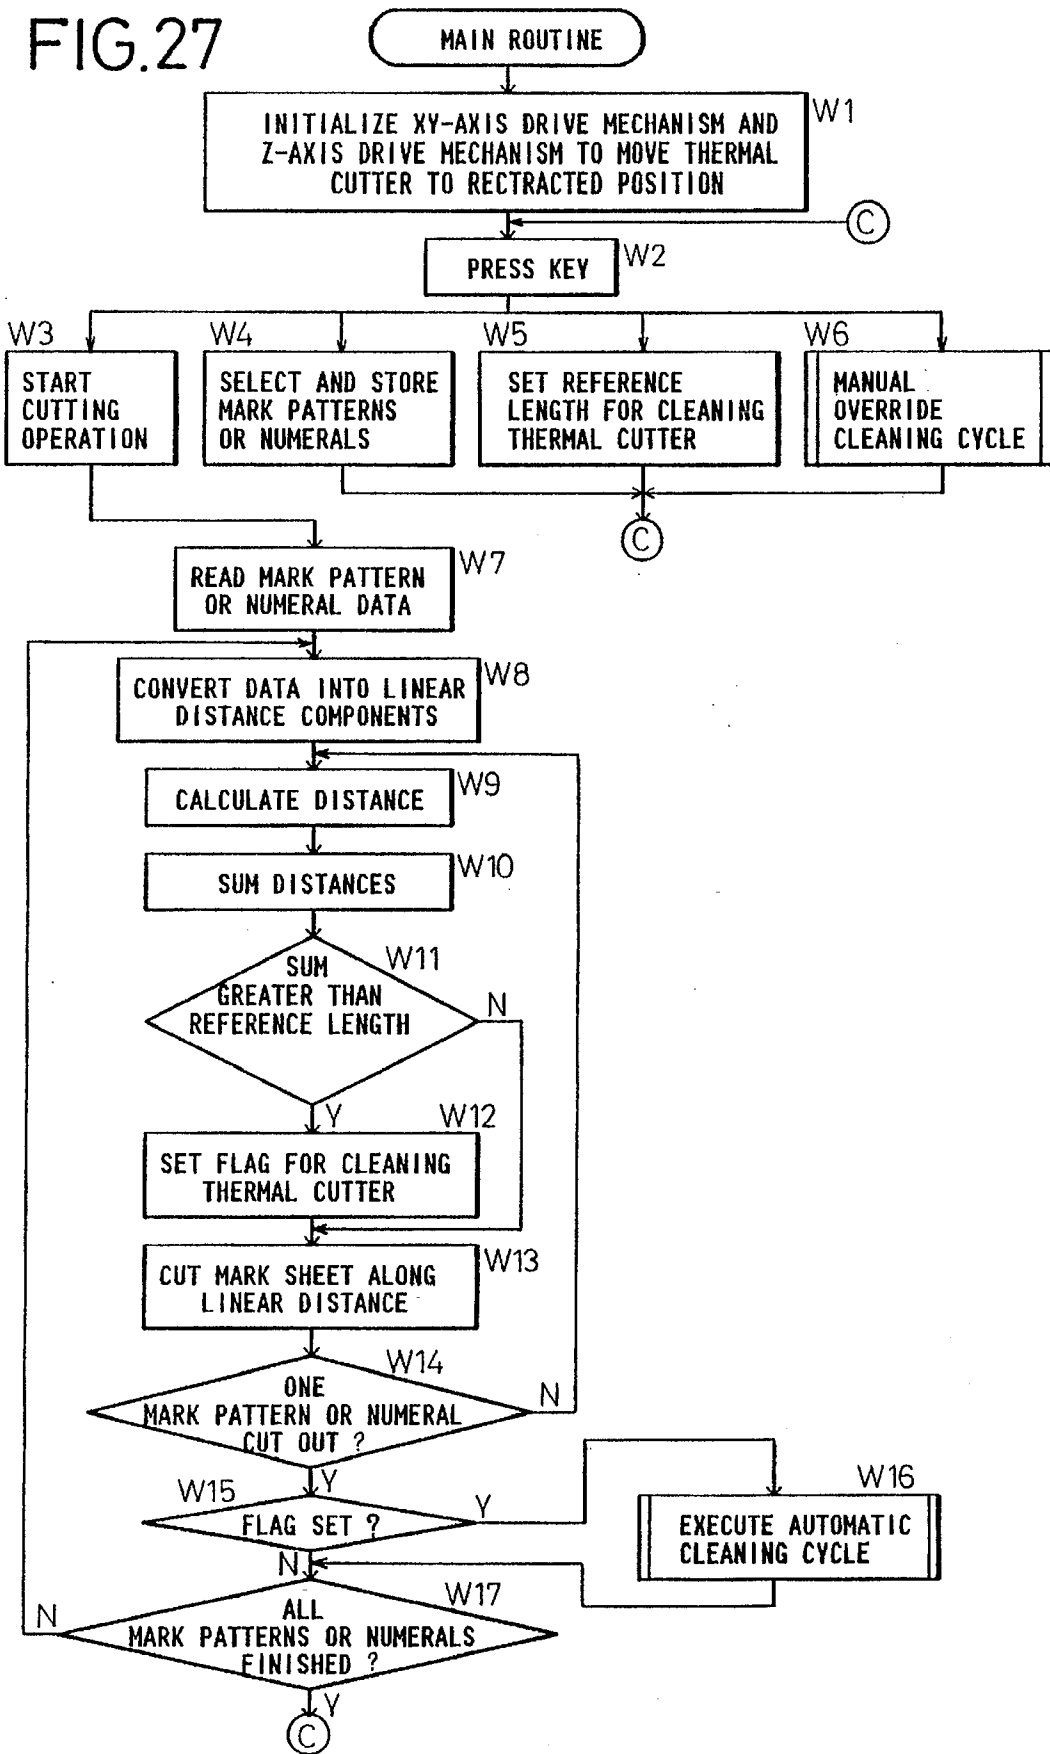 FIG.27
MAIN ROUTINE
W1
INITIALIZE XY-AXIS DRIVE MECHANISM AND
Z-AXIS DRIVE MECHANISM TO MOVE THERMAL
CUTTER TO RECTRACTED POSITION
C
W2
PRESS KEY
W3
START
CUTTING
OPERATION
W4
SELECT AND STORE
MARK PATTERNS
OR NUMERALS
W5
SET REFERENCE
LENGTH FOR CLEANING
THERMAL CUTTER
W6
MANUAL
OVERRIDE
CLEANING CYCLE
C
W7
READ MARK PATTERN
OR NUMERAL DATA
W8
CONVERT DATA INTO LINEAR
DISTANCE COMPONENTS
W9
CALCULATE DISTANCE
W10
SUM DISTANCES
W11
SUM
GREATER THAN
REFERENCE LENGTH
N
Y
W12
SET FLAG FOR CLEANING
THERMAL CUTTER
W13
CUT MARK SHEET ALONG
LINEAR DISTANCE
W14
ONE
MARK PATTERN OR NUMERAL
CUT OUT ?
N
Y
W15
FLAG SET ?
Y
N
W16
EXECUTE AUTOMATIC
CLEANING CYCLE
W17
ALL
MARK PATTERNS OR NUMERALS
FINISHED ?
N
Y
C